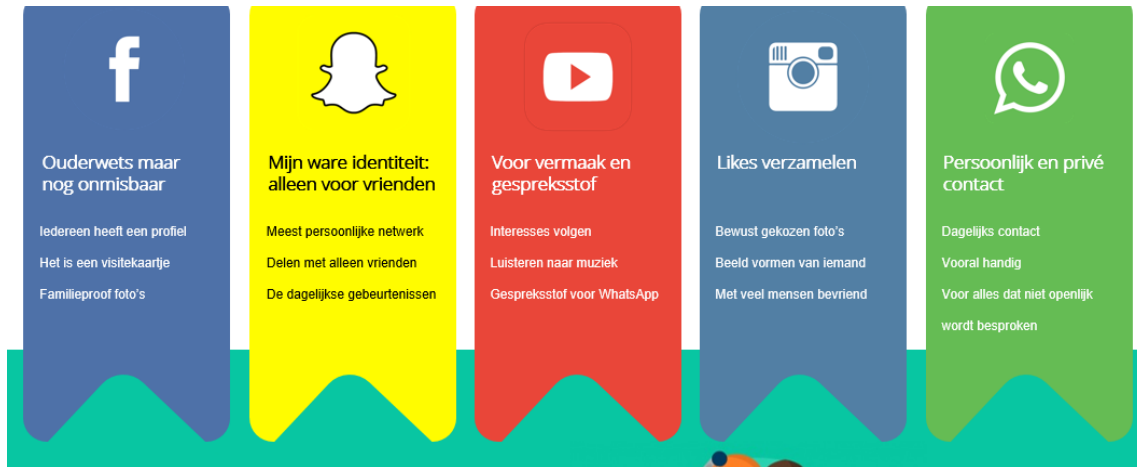 Ouderwets maar
nog onmisbaar
Iedereen heeft een profiel
Het is een visitekaartje
Familieproof foto's
Mijn ware identiteit:
alleen voor vrienden
Meest persoonlijke netwerk
Delen met alleen vrienden
De dagelijkse gebeurtenissen
Voor vermaak en
gespreksstof
Interesses volgen
Luisteren naar muziek
Gespreksstof voor WhatsApp
Likes verzamelen
Bewust gekozen foto's
Beeld vormen van iemand
Met veel mensen bevriend
Persoonlijk en privé
contact
Dagelijks contact
Vooral handig
Voor alles dat niet openlijk
wordt besproken